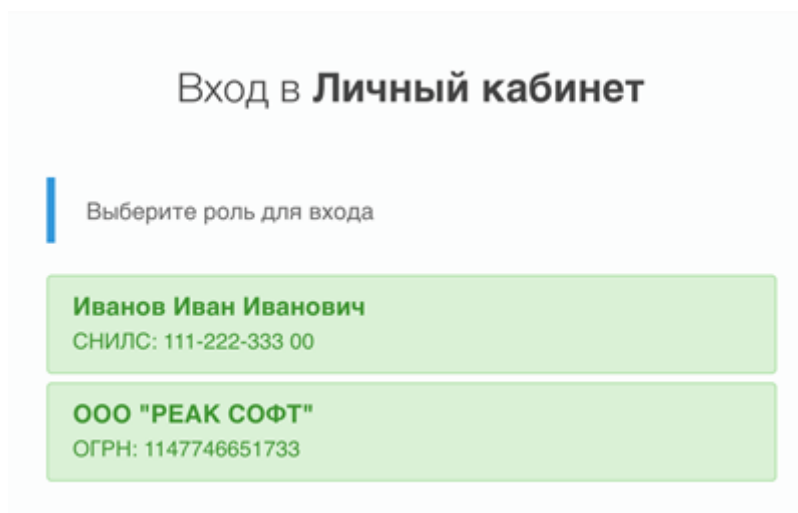 Вход в Личный кабинет
Выберите роль для входа
Иванов Иван Иванович
СНИЛС: 111-222-333 00
ООО "РЕАК СОФТ"
ОГРН: 1147746651733